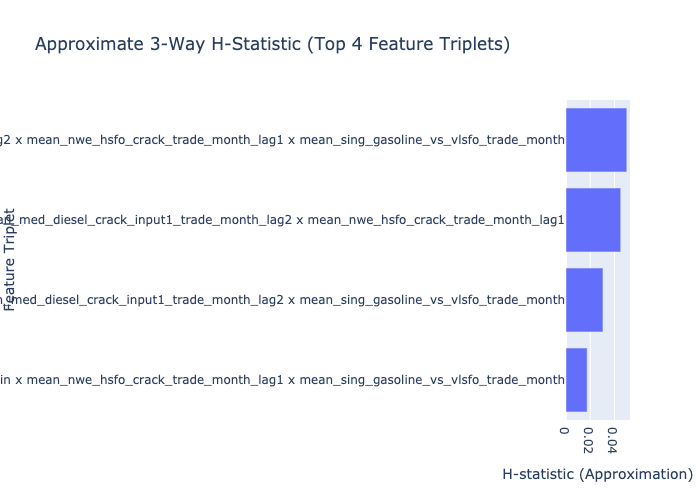 Approximate 3-Way H-Statistic (Top 4 Feature Triplets)
x mean_nwe_hsfo_crack_trade_month_lag1 x mean_sing_gasoline_vs_vlsfo_trade_month
med_diesel_crack_input1_trade_month_lag2 x mean_nwe_hsfo_crack_trade_month_lag1
Feature Triplet
med_diesel_crack_input1_trade_month_lag2 x mean_sing_gasoline_vs_vlsfo_trade_month
in x mean_nwe_hsfo_crack_trade_month_lag1 x mean_sing_gasoline_vs_vlsfo_trade_month
0 0.02 0.04
H-statistic (Approximation)